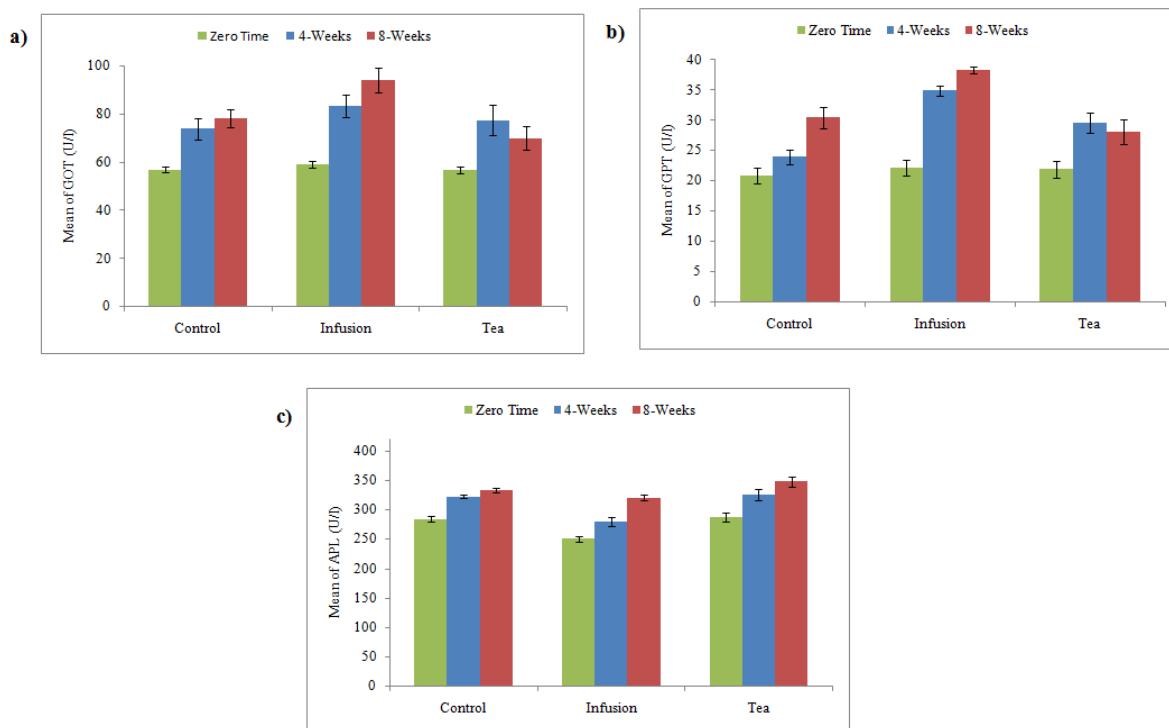 a)
Zero Time 4-Weeks 8-Weeks
Mean of GOT (U/l)
100
80
60
40
20
0
Control Infusion Tea
b)
Zero Time 4-Weeks 8-Weeks
Mean of GPT (U/l)
40
35
30
25
20
15
10
5
0
Control Infusion Tea
c)
Zero Time 4-Weeks 8-Weeks
Mean of APL (U/l)
400
350
300
250
200
150
100
50
0
Control Infusion Tea